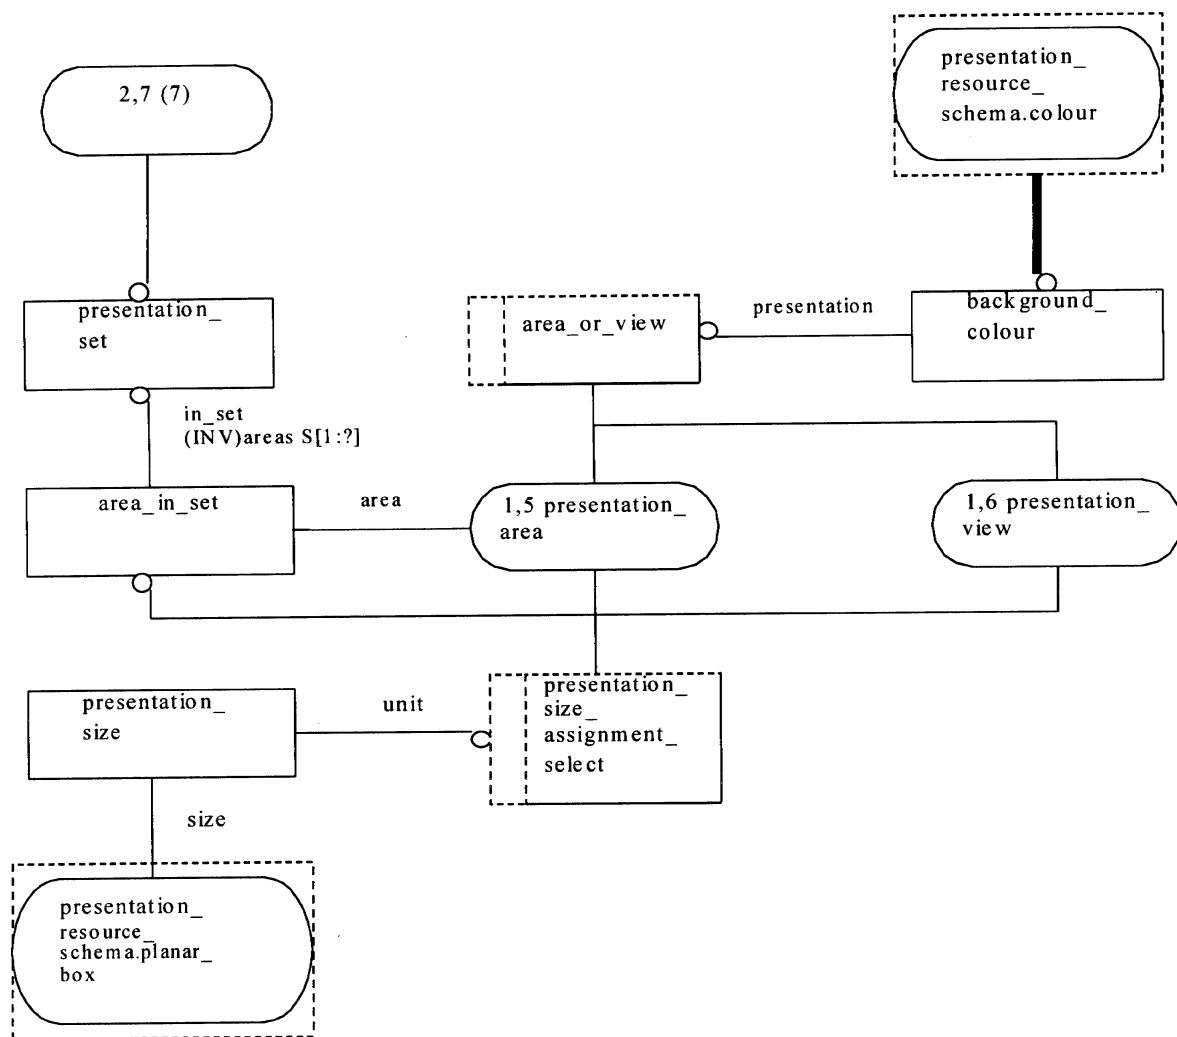 2,7 (7)
presentation_
resource_
schema.colour
presentation_
set
area_or_view
presentation
background_
colour
in_set
(INV)areas S[1:?]
area_in_set
area
1,5 presentation_
area
1,6 presentation_
view
presentation_
size
unit
presentation_
size_
assignment_
select
size
presentation_
resource_
schema.planar_
box